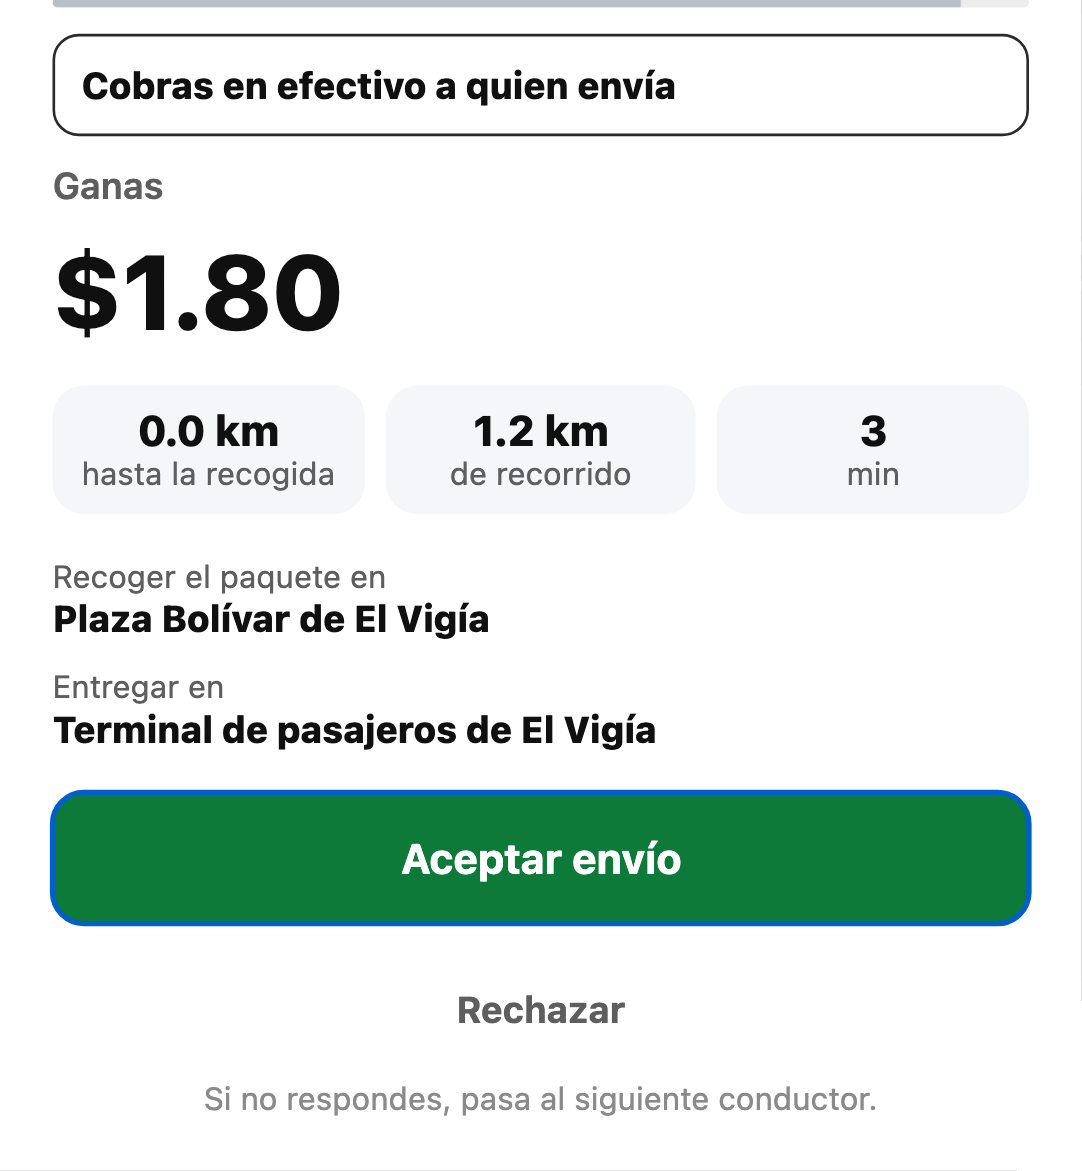 Cobras en efectivo a quien envía
Ganas
$1.80
0.0 km
hasta la recogida
1.2 km
de recorrido
3
min
Recoger el paquete en
Plaza Bolívar de El Vigía
Entregar en
Terminal de pasajeros de El Vigía
Aceptar envío
Rechazar
Si no respondes, pasa al siguiente conductor.